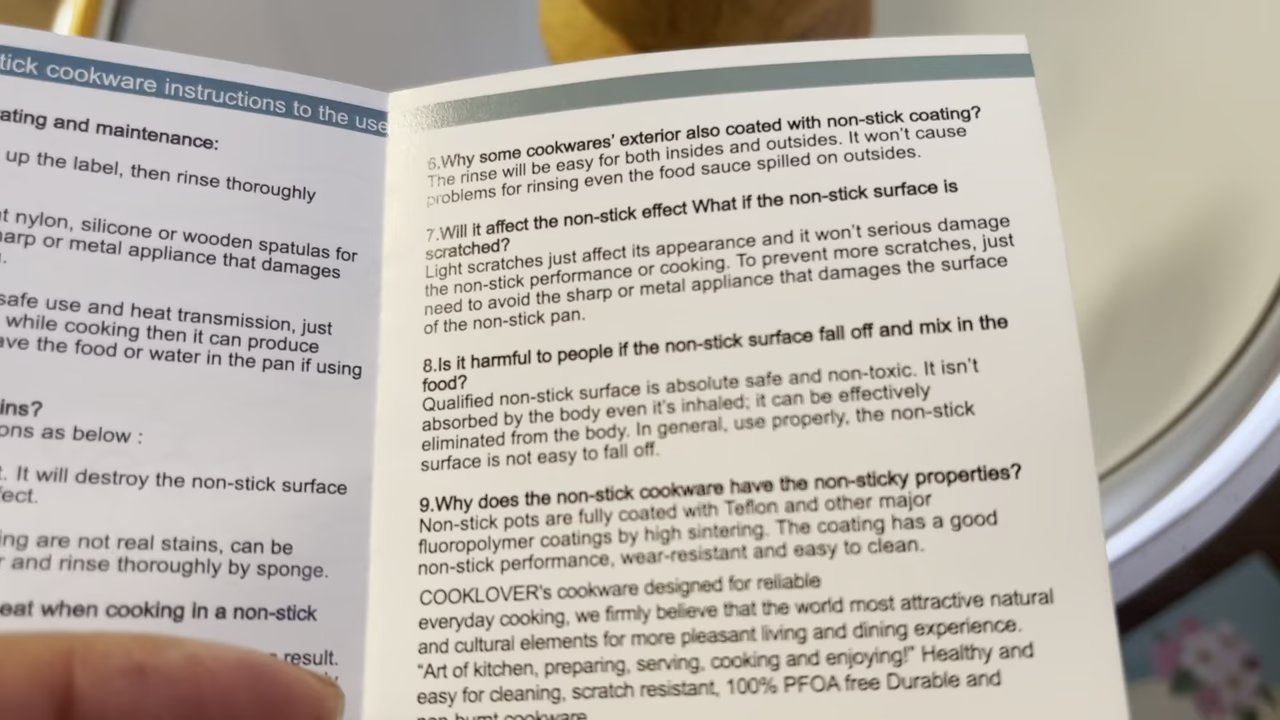 tick cookware instructions to the use
ating and maintenance:
up the label, then rinse thoroughly
t nylon, silicone or wooden spatulas for
arp or metal appliance that damages
safe use and heat transmission, just
while cooking then it can produce
ave the food or water in the pan if using
ins?
ons as below :
. It will destroy the non-stick surface
fect.
ing are not real stains, can be
r and rinse thoroughly by sponge.
eat when cooking in a non-stick
result.
6.Why some cookwares' exterior also coated with non-stick coating?
The rinse will be easy for both insides and outsides. It won't cause
problems for rinsing even the food sauce spilled on outsides.
7.Will it affect the non-stick effect What if the non-stick surface is
scratched?
Light scratches just affect its appearance and it won't serious damage
the non-stick performance or cooking. To prevent more scratches, just
need to avoid the sharp or metal appliance that damages the surface
of the non-stick pan.
8.Is it harmful to people if the non-stick surface fall off and mix in the
food?
Qualified non-stick surface is absolute safe and non-toxic. It isn't
absorbed by the body even it's inhaled; it can be effectively
eliminated from the body. In general, use properly, the non-stick
surface is not easy to fall off.
9.Why does the non-stick cookware have the non-sticky properties?
Non-stick pots are fully coated with Teflon and other major
fluoropolymer coatings by high sintering. The coating has a good
non-stick performance, wear-resistant and easy to clean.
COOKLOVER's cookware designed for reliable
everyday cooking, we firmly believe that the world most attractive natural
and cultural elements for more pleasant living and dining experience.
“Art of kitchen, preparing, serving, cooking and enjoying!” Healthy and
easy for cleaning, scratch resistant, 100% PFOA free Durable and
cookware